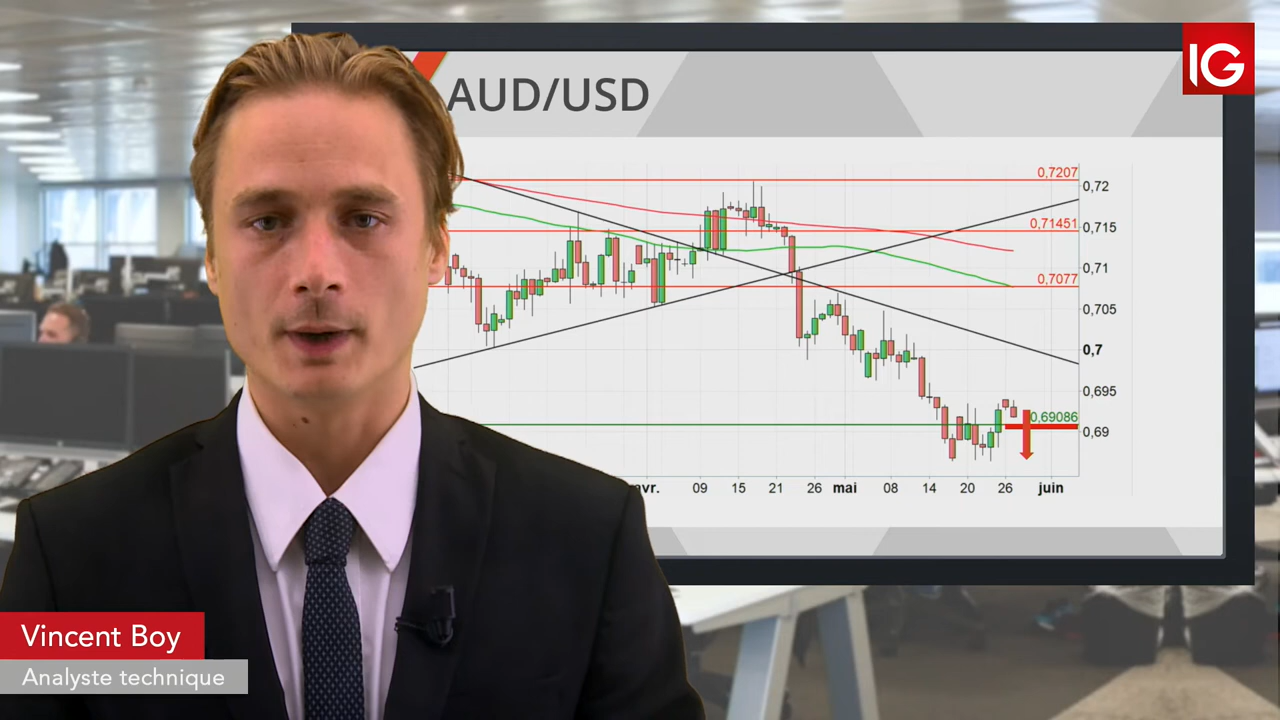 IG
AUD/USD
0,7207
0,72
0,71451
0,715
0,71
0,7077
0,705
0,7
0,695
0,69086
0,69
vr. 09 15 21 26 mai 08 14 20 26 juin
Vincent Boy
Analyste technique